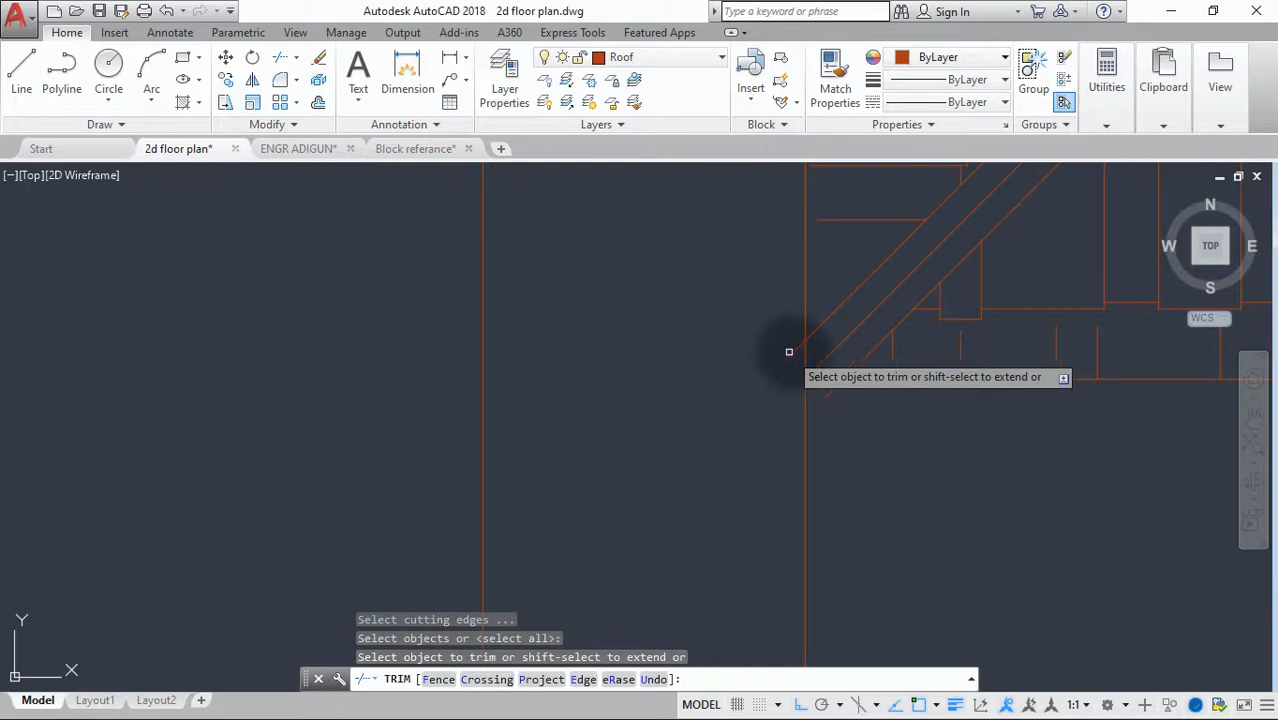 Autodesk AutoCAD 2018   2d floor plan.dwg
Type a keyword or phrase
Sign In
Home Insert Annotate Parametric View Manage Output Add-ins A360 Express Tools Featured Apps
Line
Polyline
Circle
Arc
Text
Dimension
Layer
Properties
Roof
Insert
Match
Properties
ByLayer
ByLayer
ByLayer
Group
Utilities
Clipboard
View
Draw
Modify
Annotation
Layers
Block
Properties
Groups
Start
2d floor plan*
ENGR ADIGUN*
Block referance*
[−][Top][2D Wireframe]
N
W
TOP
E
S
WCS
Select object to trim or shift-select to extend or
Select cutting edges ...
Select objects or <select all>:
Select object to trim or shift-select to extend or
TRIM [Fence Crossing Project Edge eRase Undo]:
Y
X
Model Layout1 Layout2
MODEL
1:1